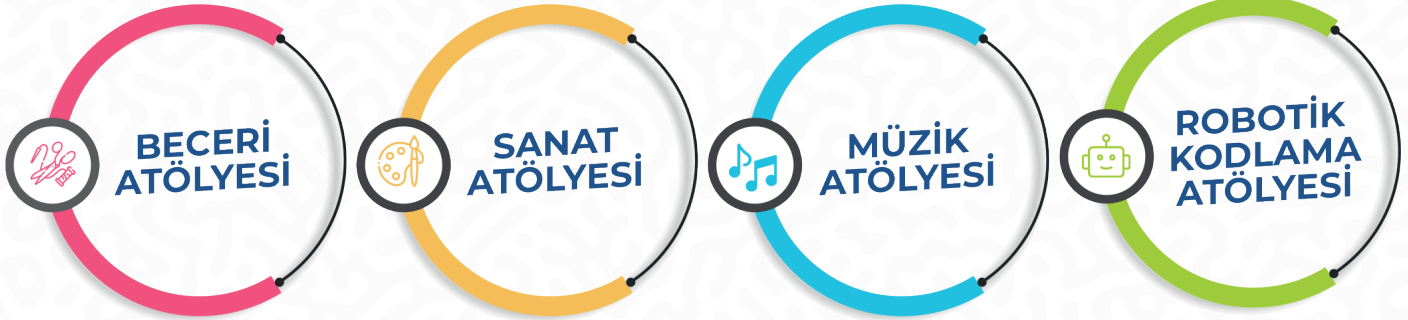 BECERİ
ATÖLYESİ
SANAT
ATÖLYESİ
MÜZİK
ATÖLYESİ
ROBOTİK
KODLAMA
ATÖLYESİ